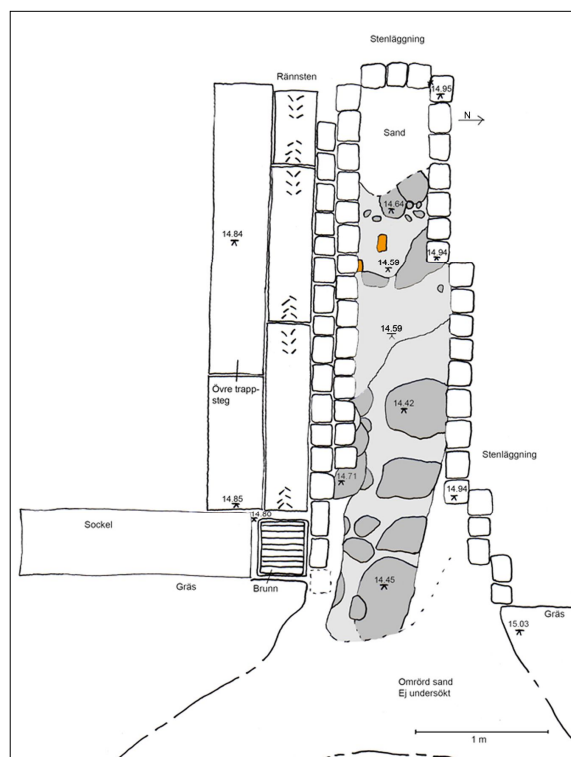 Stenläggning
Rännsten
14.95
N
Sand
14.64
14.84
14.94
14.59
14.59
Övre trapp-
steg
14.42
Stenläggning
14.71
14.94
14.85
14.80
Sockel
Gräs
Brunn
14.45
Gräs
15.03
Omrörd sand
Ej undersökt
1 m